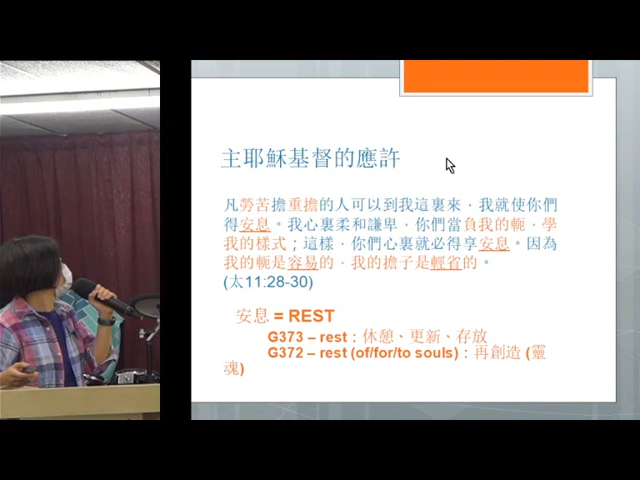 主耶穌基督的應許
凡勞苦擔重擔的人可以到我這裏來，我就使你們
得安息。我心裏柔和謙卑，你們當負我的軛，學
我的樣式；這樣，你們心裏就必得享安息。因為
我的軛是容易的，我的擔子是輕省的。
(太11:28-30)
安息 = REST
G373 – rest：休憩、更新、存放
G372 – rest (of/for/to souls)：再創造 (靈
魂)